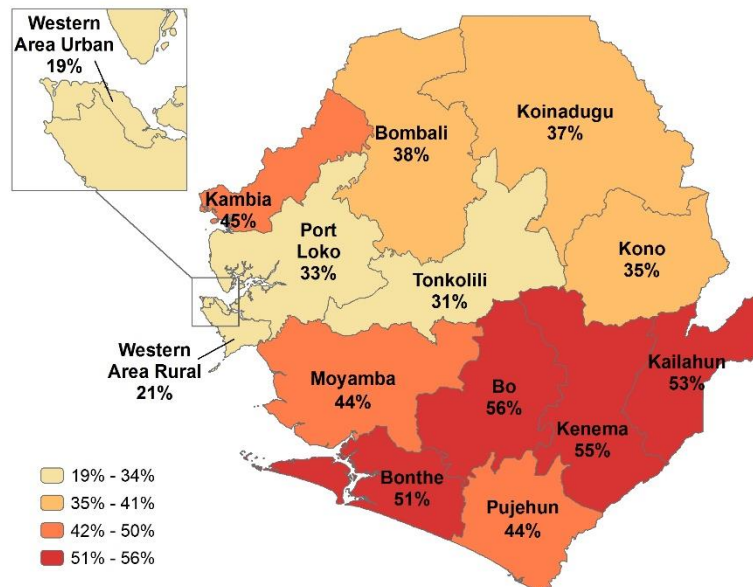 Western
Area Urban
19%
Koinadugu
37%
Bombali
38%
Kambia
45%
Port
Loko
33%
Kono
35%
Tonkolili
31%
Western
Area Rural
21%
Moyamba
44%
Bo
56%
Kailahun
53%
Kenema
55%
Bonthe
51%
Pujehun
44%
19% - 34%
35% - 41%
42% - 50%
51% - 56%